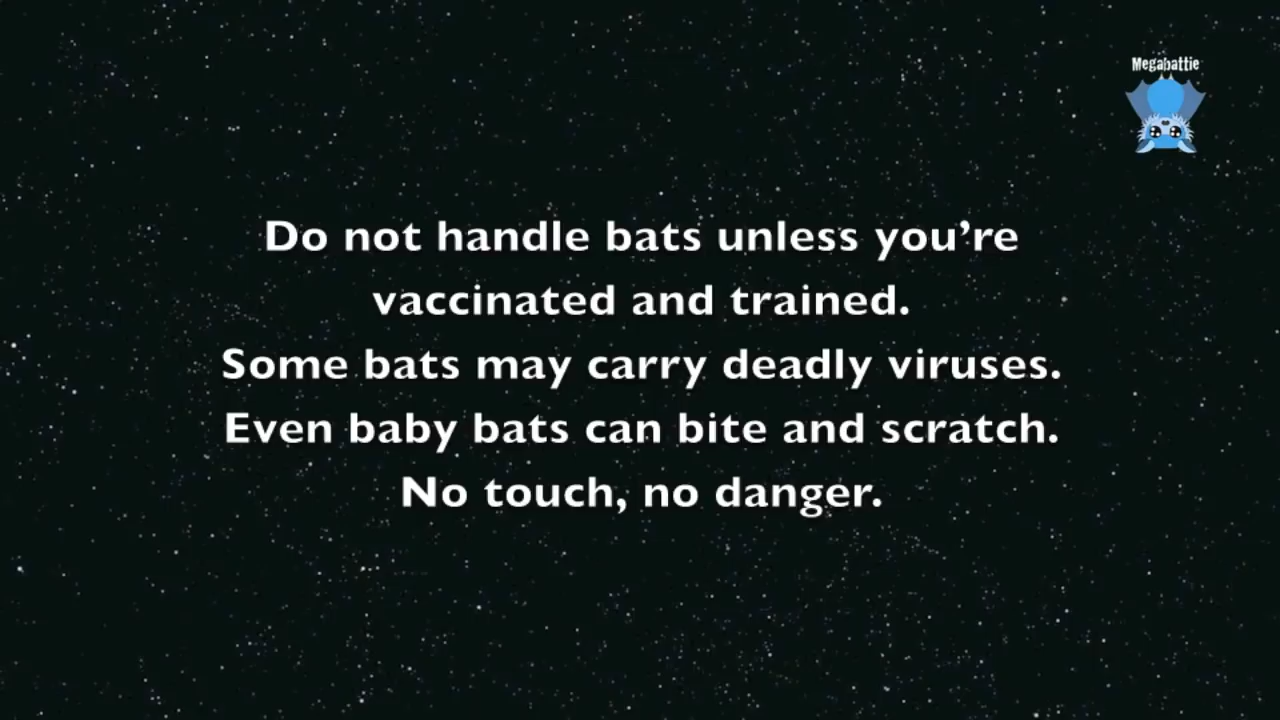 Megabattie
Do not handle bats unless you’re
vaccinated and trained.
Some bats may carry deadly viruses.
Even baby bats can bite and scratch.
No touch, no danger.